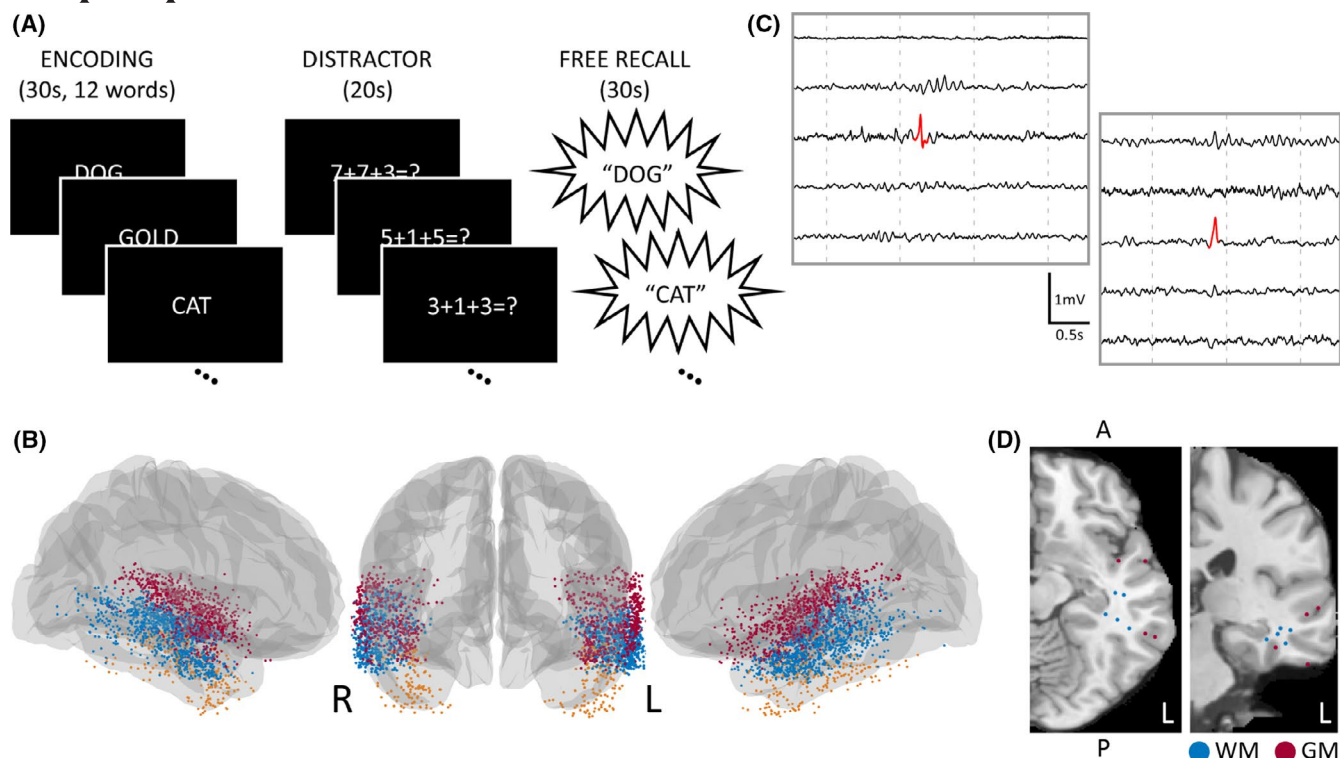 (A)
ENCODING
(30s, 12 words)
DOG
GOLD
CAT
DISTRACTOR
(20s)
7+7+3=?
5+1+5=?
3+1+3=?
FREE RECALL
(30s)
“DOG”
“CAT”
(C)
1mV
0.5s
(B)
R
L
(D)
A
L
L
P
WM
GM